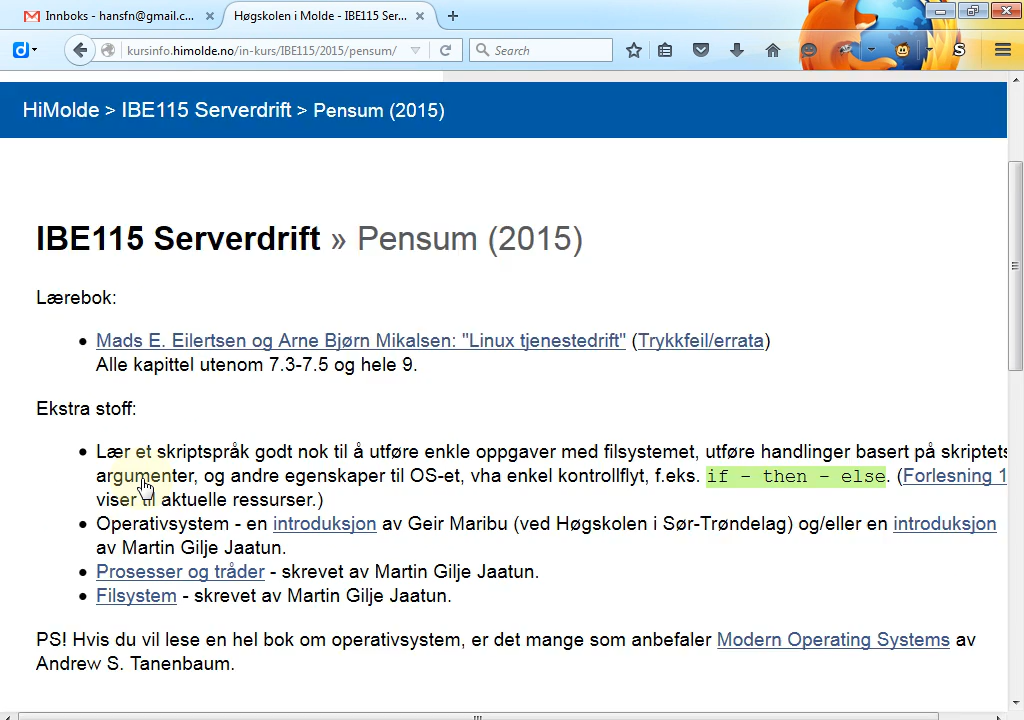 Innboks - hansfn@gmail.c...
Høgskolen i Molde - IBE115 Ser...
kursinfo.himolde.no/in-kurs/IBE115/2015/pensum/
Search
HiMolde > IBE115 Serverdrift > Pensum (2015)
IBE115 Serverdrift » Pensum (2015)
Lærebok:
Mads E. Eilertsen og Arne Bjørn Mikalsen: "Linux tjenestedrift" (Trykkfeil/errata)
Alle kapittel utenom 7.3-7.5 og hele 9.
Ekstra stoff:
Lær et skriptspråk godt nok til å utføre enkle oppgaver med filsystemet, utføre handlinger basert på skriptets
argumenter, og andre egenskaper til OS-et, vha enkel kontrollflyt, f.eks. if - then - else. (Forlesning 1
viser til aktuelle ressurser.)
Operativsystem - en introduksjon av Geir Maribu (ved Høgskolen i Sør-Trøndelag) og/eller en introduksjon
av Martin Gilje Jaatun.
Prosesser og tråder - skrevet av Martin Gilje Jaatun.
Filsystem - skrevet av Martin Gilje Jaatun.
PS! Hvis du vil lese en hel bok om operativsystem, er det mange som anbefaler Modern Operating Systems av
Andrew S. Tanenbaum.